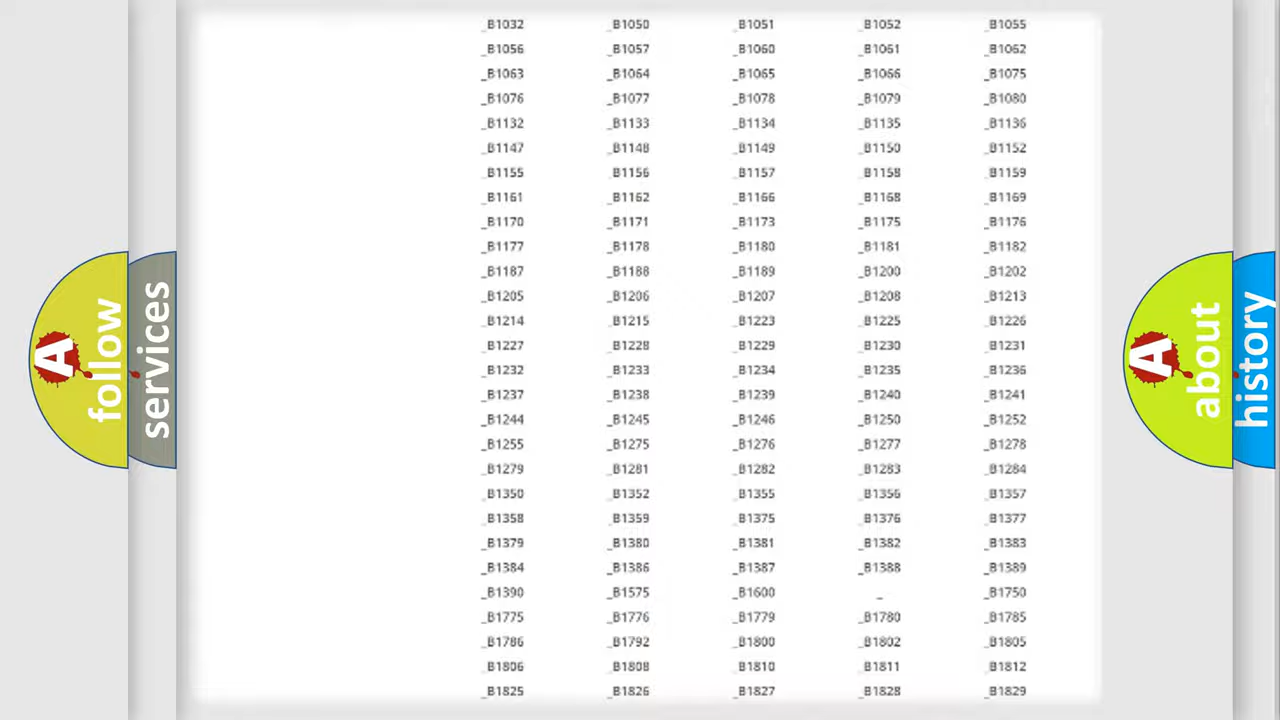 _B1032 _B1050 _B1051 _B1052 _B1055
_B1056 _B1057 _B1060 _B1061 _B1062
_B1063 _B1064 _B1065 _B1066 _B1075
_B1076 _B1077 _B1078 _B1079 _B1080
_B1132 _B1133 _B1134 _B1135 _B1136
_B1147 _B1148 _B1149 _B1150 _B1152
_B1155 _B1156 _B1157 _B1158 _B1159
_B1161 _B1162 _B1166 _B1168 _B1169
_B1170 _B1171 _B1173 _B1175 _B1176
_B1177 _B1178 _B1180 _B1181 _B1182
_B1187 _B1188 _B1189 _B1200 _B1202
_B1205 _B1206 _B1207 _B1208 _B1213
_B1214 _B1215 _B1223 _B1225 _B1226
_B1227 _B1228 _B1229 _B1230 _B1231
_B1232 _B1233 _B1234 _B1235 _B1236
_B1237 _B1238 _B1239 _B1240 _B1241
_B1244 _B1245 _B1246 _B1250 _B1252
_B1255 _B1275 _B1276 _B1277 _B1278
_B1279 _B1281 _B1282 _B1283 _B1284
_B1350 _B1352 _B1355 _B1356 _B1357
_B1358 _B1359 _B1375 _B1376 _B1377
_B1379 _B1380 _B1381 _B1382 _B1383
_B1384 _B1386 _B1387 _B1388 _B1389
_B1390 _B1575 _B1600 _ _B1750
_B1775 _B1776 _B1779 _B1780 _B1785
_B1786 _B1792 _B1800 _B1802 _B1805
_B1806 _B1808 _B1810 _B1811 _B1812
_B1825 _B1826 _B1827 _B1828 _B1829
A follow
services
A about
history